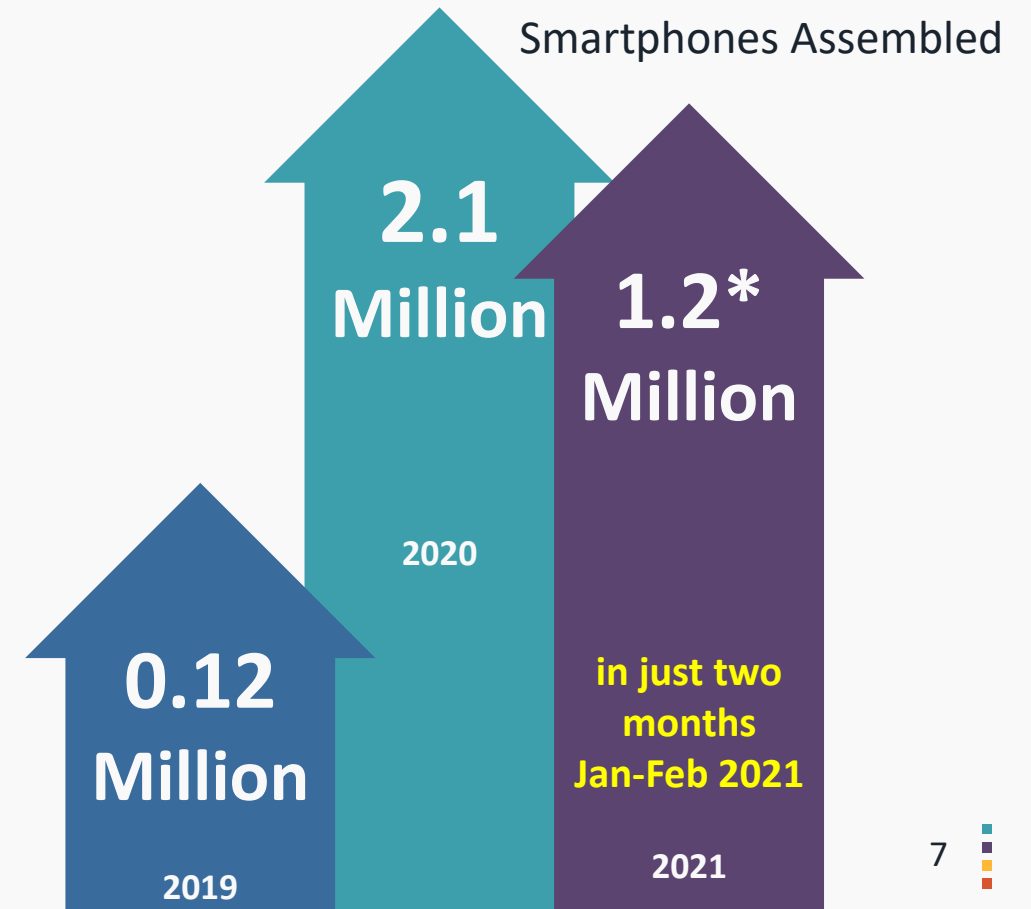 Smartphones Assembled
2.1
Million
2020
1.2*
Million
in just two
months
Jan-Feb 2021
2021
0.12
Million
2019
7